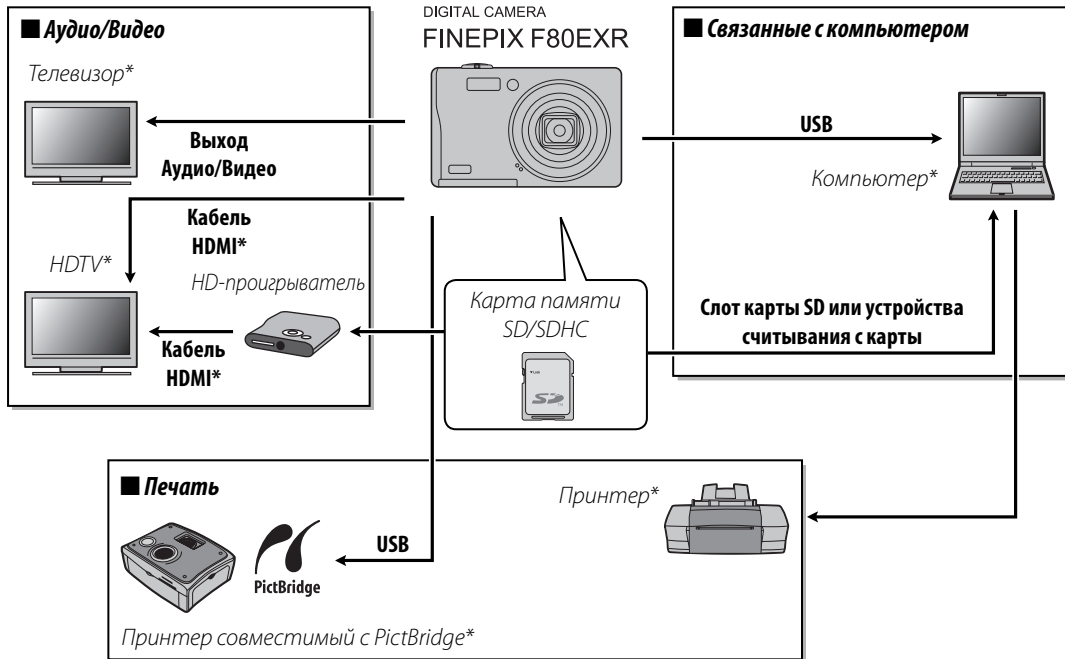 DIGITAL CAMERA
FINEPIX F80EXR
■ Аудио/Видео
Телевизор*
Выход
Аудио/Видео
Кабель
HDMI*
HDTV*
HD-проигрыватель
Кабель
HDMI*
Карта памяти
SD/SDHC
SD
■ Связанные с компьютером
USB
Компьютер*
Слот карты SD или устройства
считывания с карты
■ Печать
Принтер*
USB
PictBridge
Принтер совместимый с PictBridge*